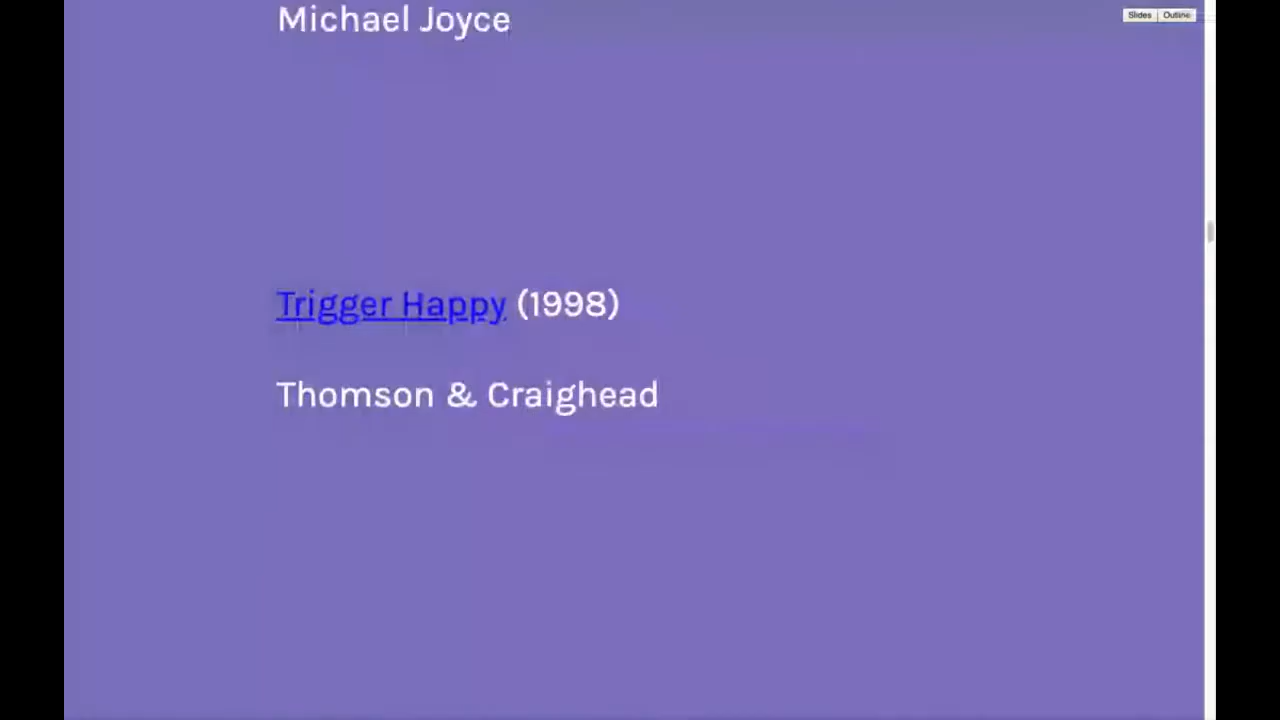 Michael Joyce
Slides Outline
Trigger Happy (1998)
Thomson & Craighead